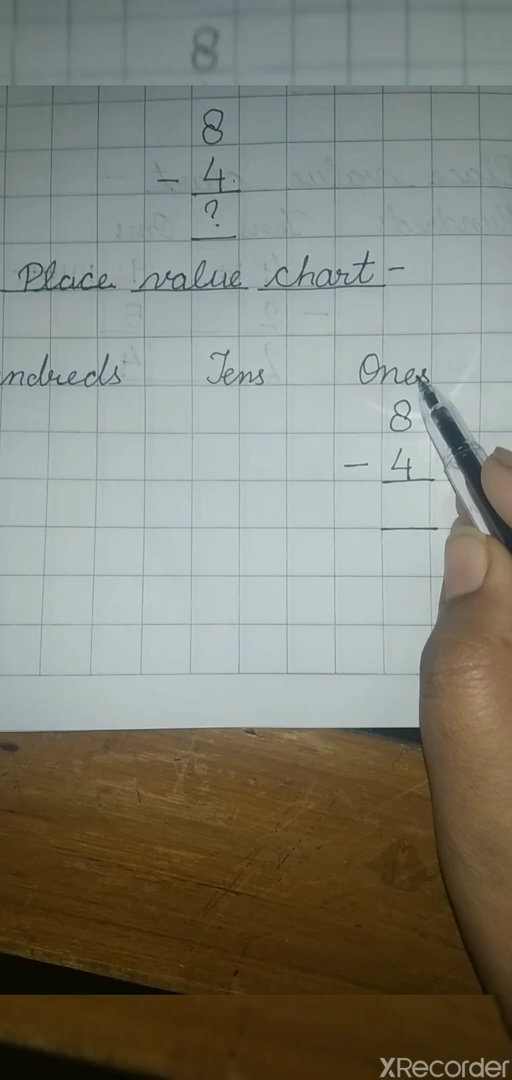 8
8
- 4
?
Place value chart -
ndreds Tens Ones
8
- 4
XRecorder